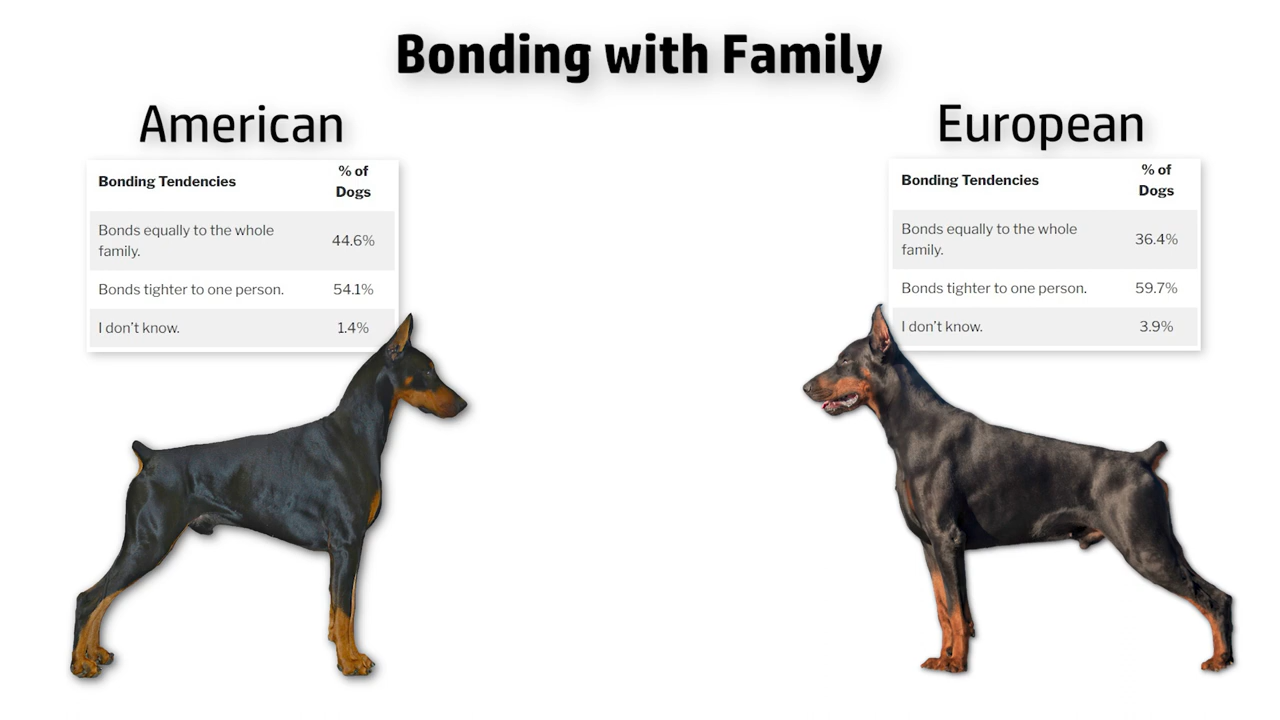 Bonding with Family
American
Bonding Tendencies
% of
Dogs
Bonds equally to the whole
family.
44.6%
Bonds tighter to one person.
54.1%
I don't know.
1.4%
European
Bonding Tendencies
% of
Dogs
Bonds equally to the whole
family.
36.4%
Bonds tighter to one person.
59.7%
I don't know.
3.9%